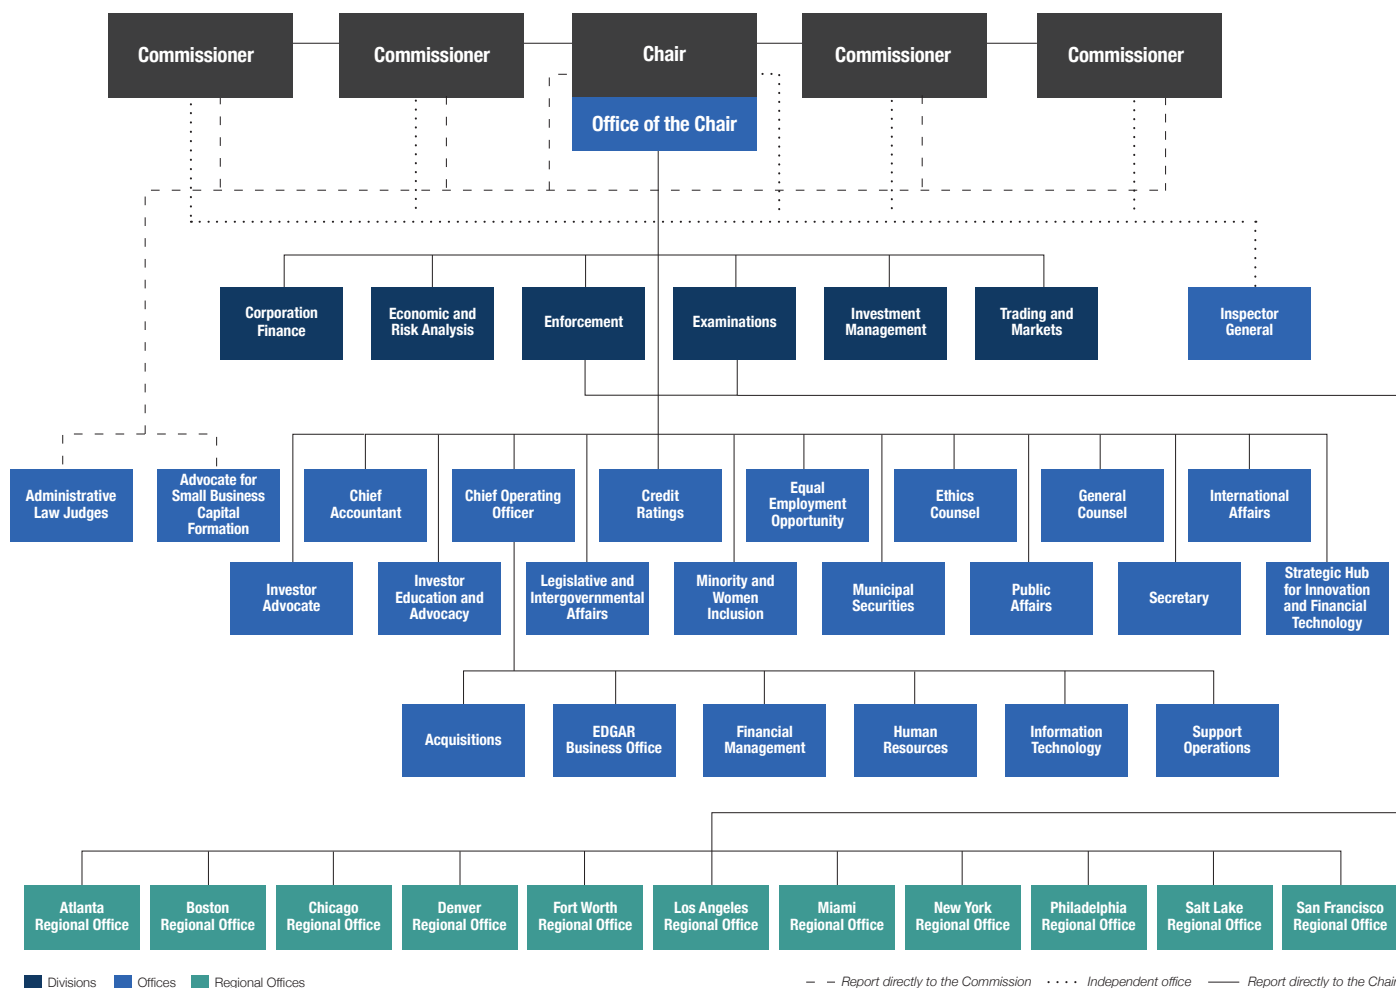 Commissioner
Commissioner
Chair
Commissioner
Commissioner
Office of the Chair
Corporation
Finance
Economic and
Risk Analysis
Enforcement
Examinations
Investment
Management
Trading and
Markets
Inspector
General
Administrative
Law Judges
Advocate for
Small Business
Capital
Formation
Chief
Accountant
Chief Operating
Officer
Credit
Ratings
Equal
Employment
Opportunity
Ethics
Counsel
General
Counsel
International
Affairs
Investor
Advocate
Investor
Education and
Advocacy
Legislative and
Intergovernmental
Affairs
Minority and
Women
Inclusion
Municipal
Securities
Public
Affairs
Secretary
Strategic Hub
for Innovation
and Financial
Technology
Acquisitions
EDGAR
Business Office
Financial
Management
Human
Resources
Information
Technology
Support
Operations
Atlanta
Regional Office
Boston
Regional Office
Chicago
Regional Office
Denver
Regional Office
Fort Worth
Regional Office
Los Angeles
Regional Office
Miami
Regional Office
New York
Regional Office
Philadelphia
Regional Office
Salt Lake
Regional Office
San Francisco
Regional Office
Divisions
Offices
Regional Offices
Report directly to the Commission
Independent office
Report directly to the Chair